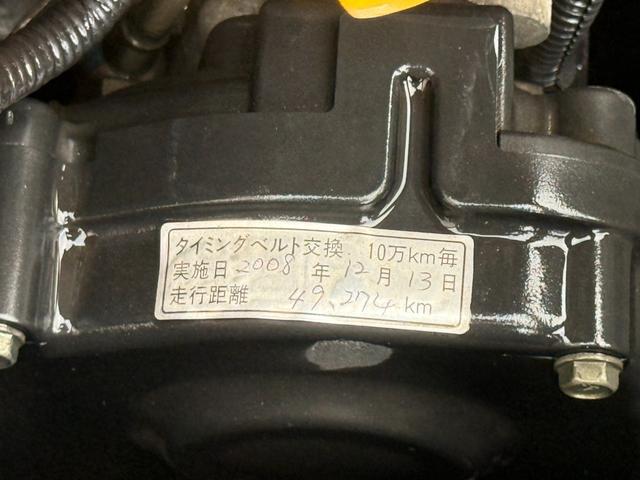 タイミングベルト交換. 10万km毎
実施日 2008 年 12 月 13 日
走行距離 49,274 km